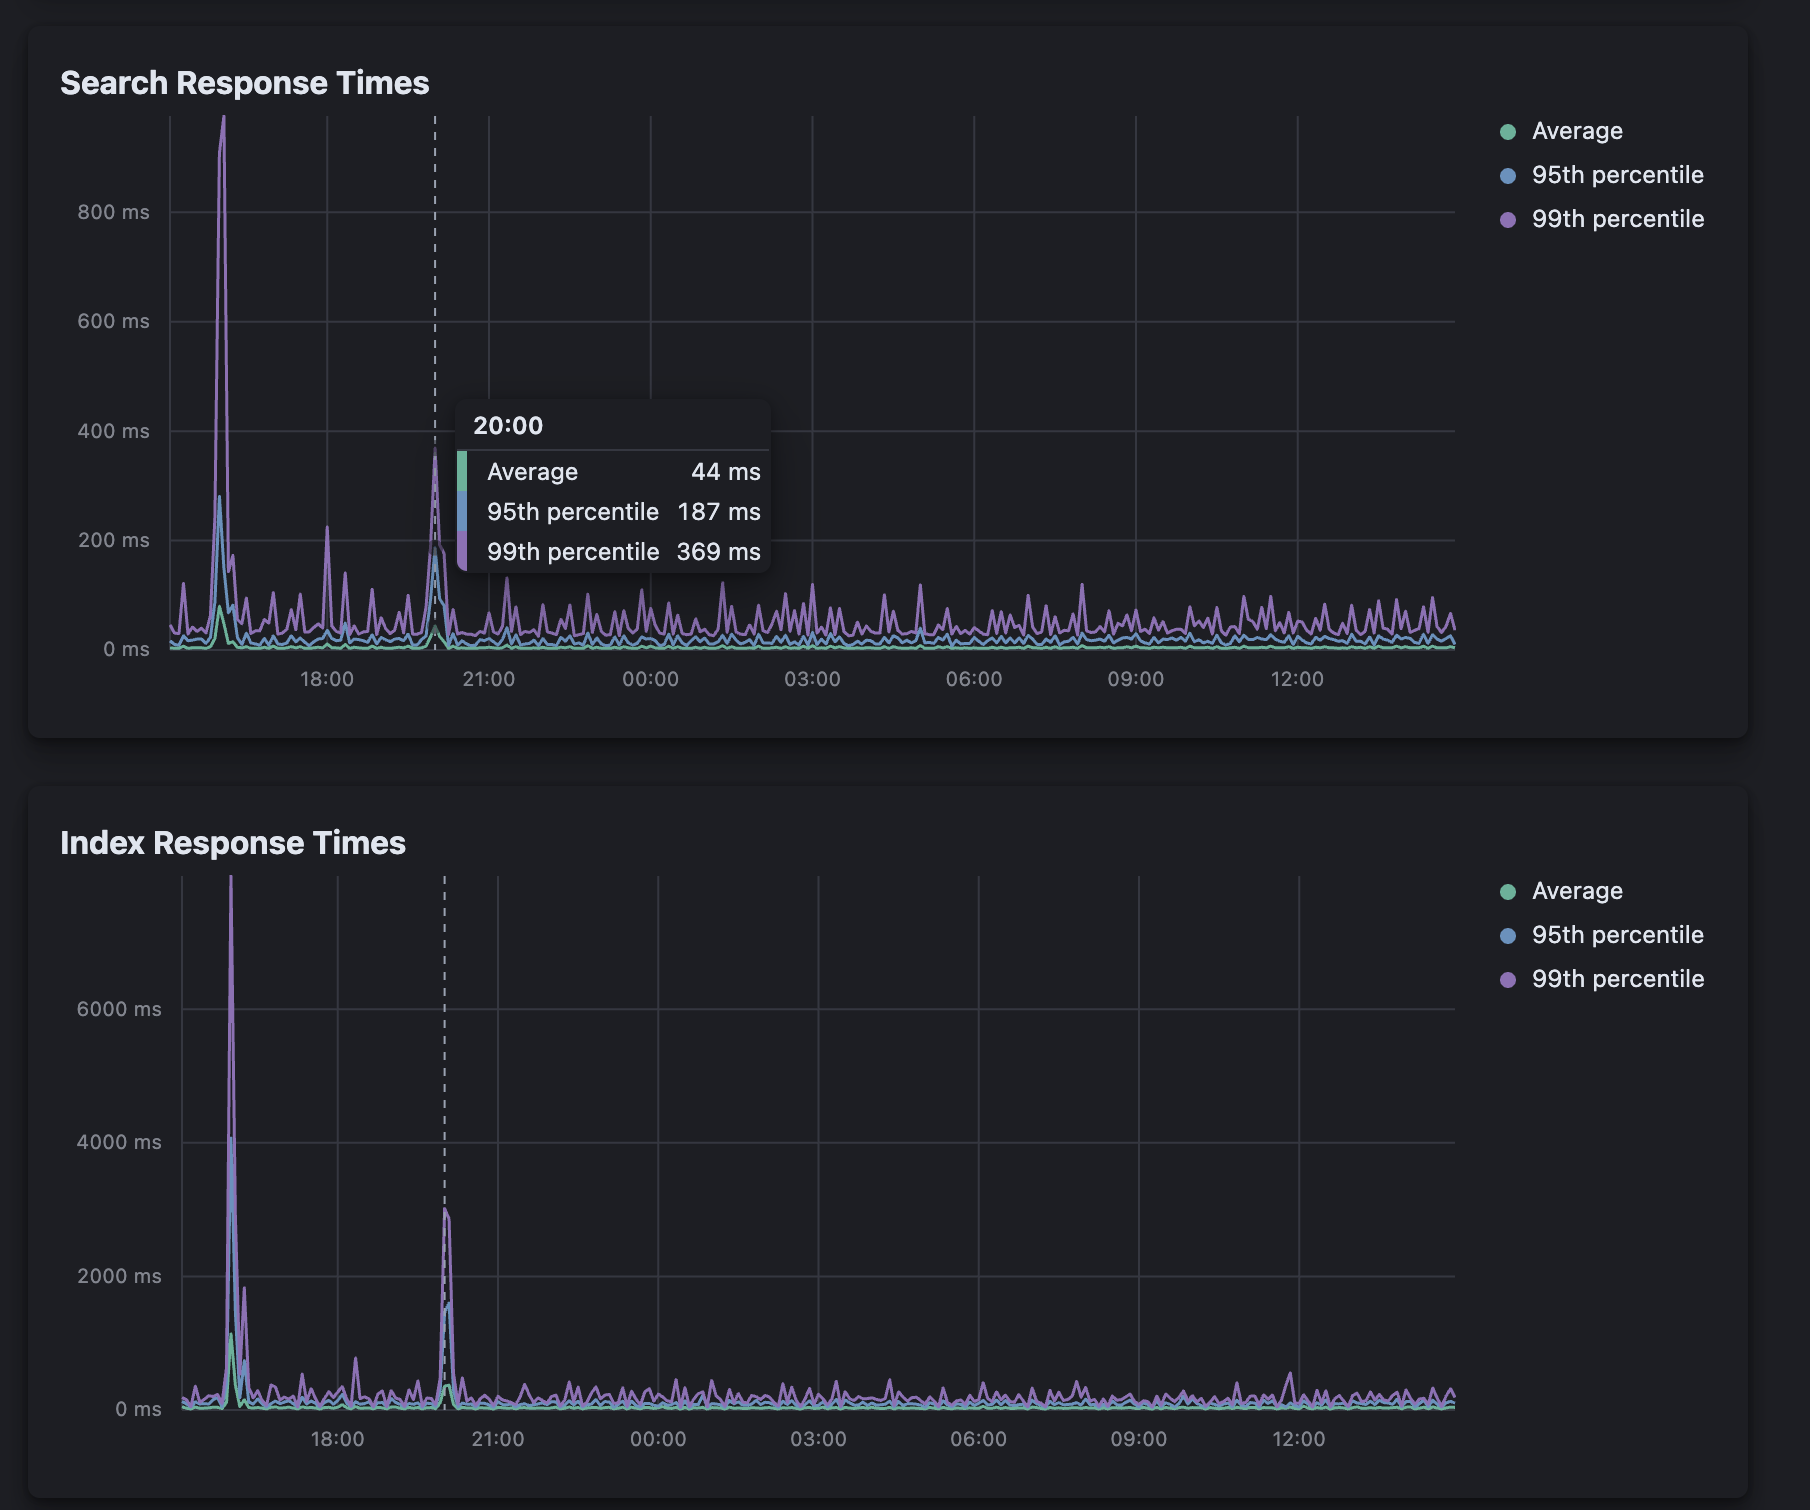 Search Response Times
Average
95th percentile
99th percentile
800 ms
600 ms
400 ms
200 ms
0 ms
20:00
Average 44 ms
95th percentile 187 ms
99th percentile 369 ms
18:00 21:00 00:00 03:00 06:00 09:00 12:00
Index Response Times
Average
95th percentile
99th percentile
6000 ms
4000 ms
2000 ms
0 ms
18:00 21:00 00:00 03:00 06:00 09:00 12:00